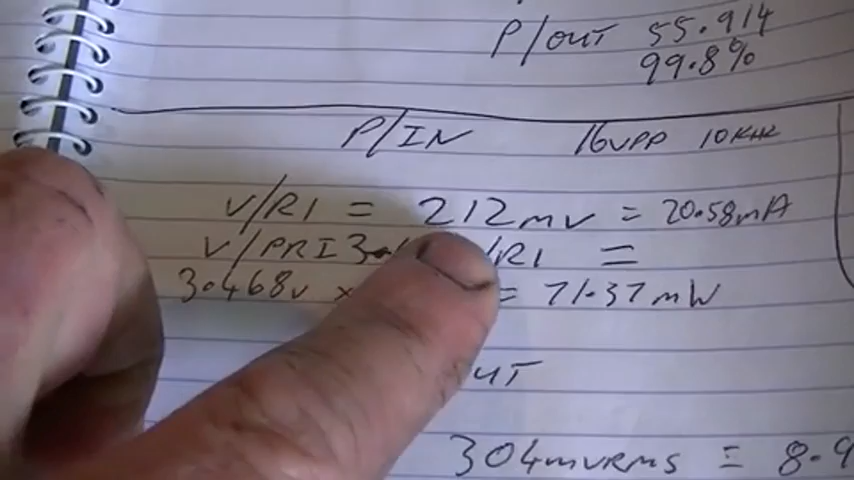 P/OUT 55.914
99.8%
P/IN 16VPP 10KHz
V/R1 = 212mV = 20.58mA
V/PRI /R1 =
3.468V × = 71.37mW
304mVRMS =